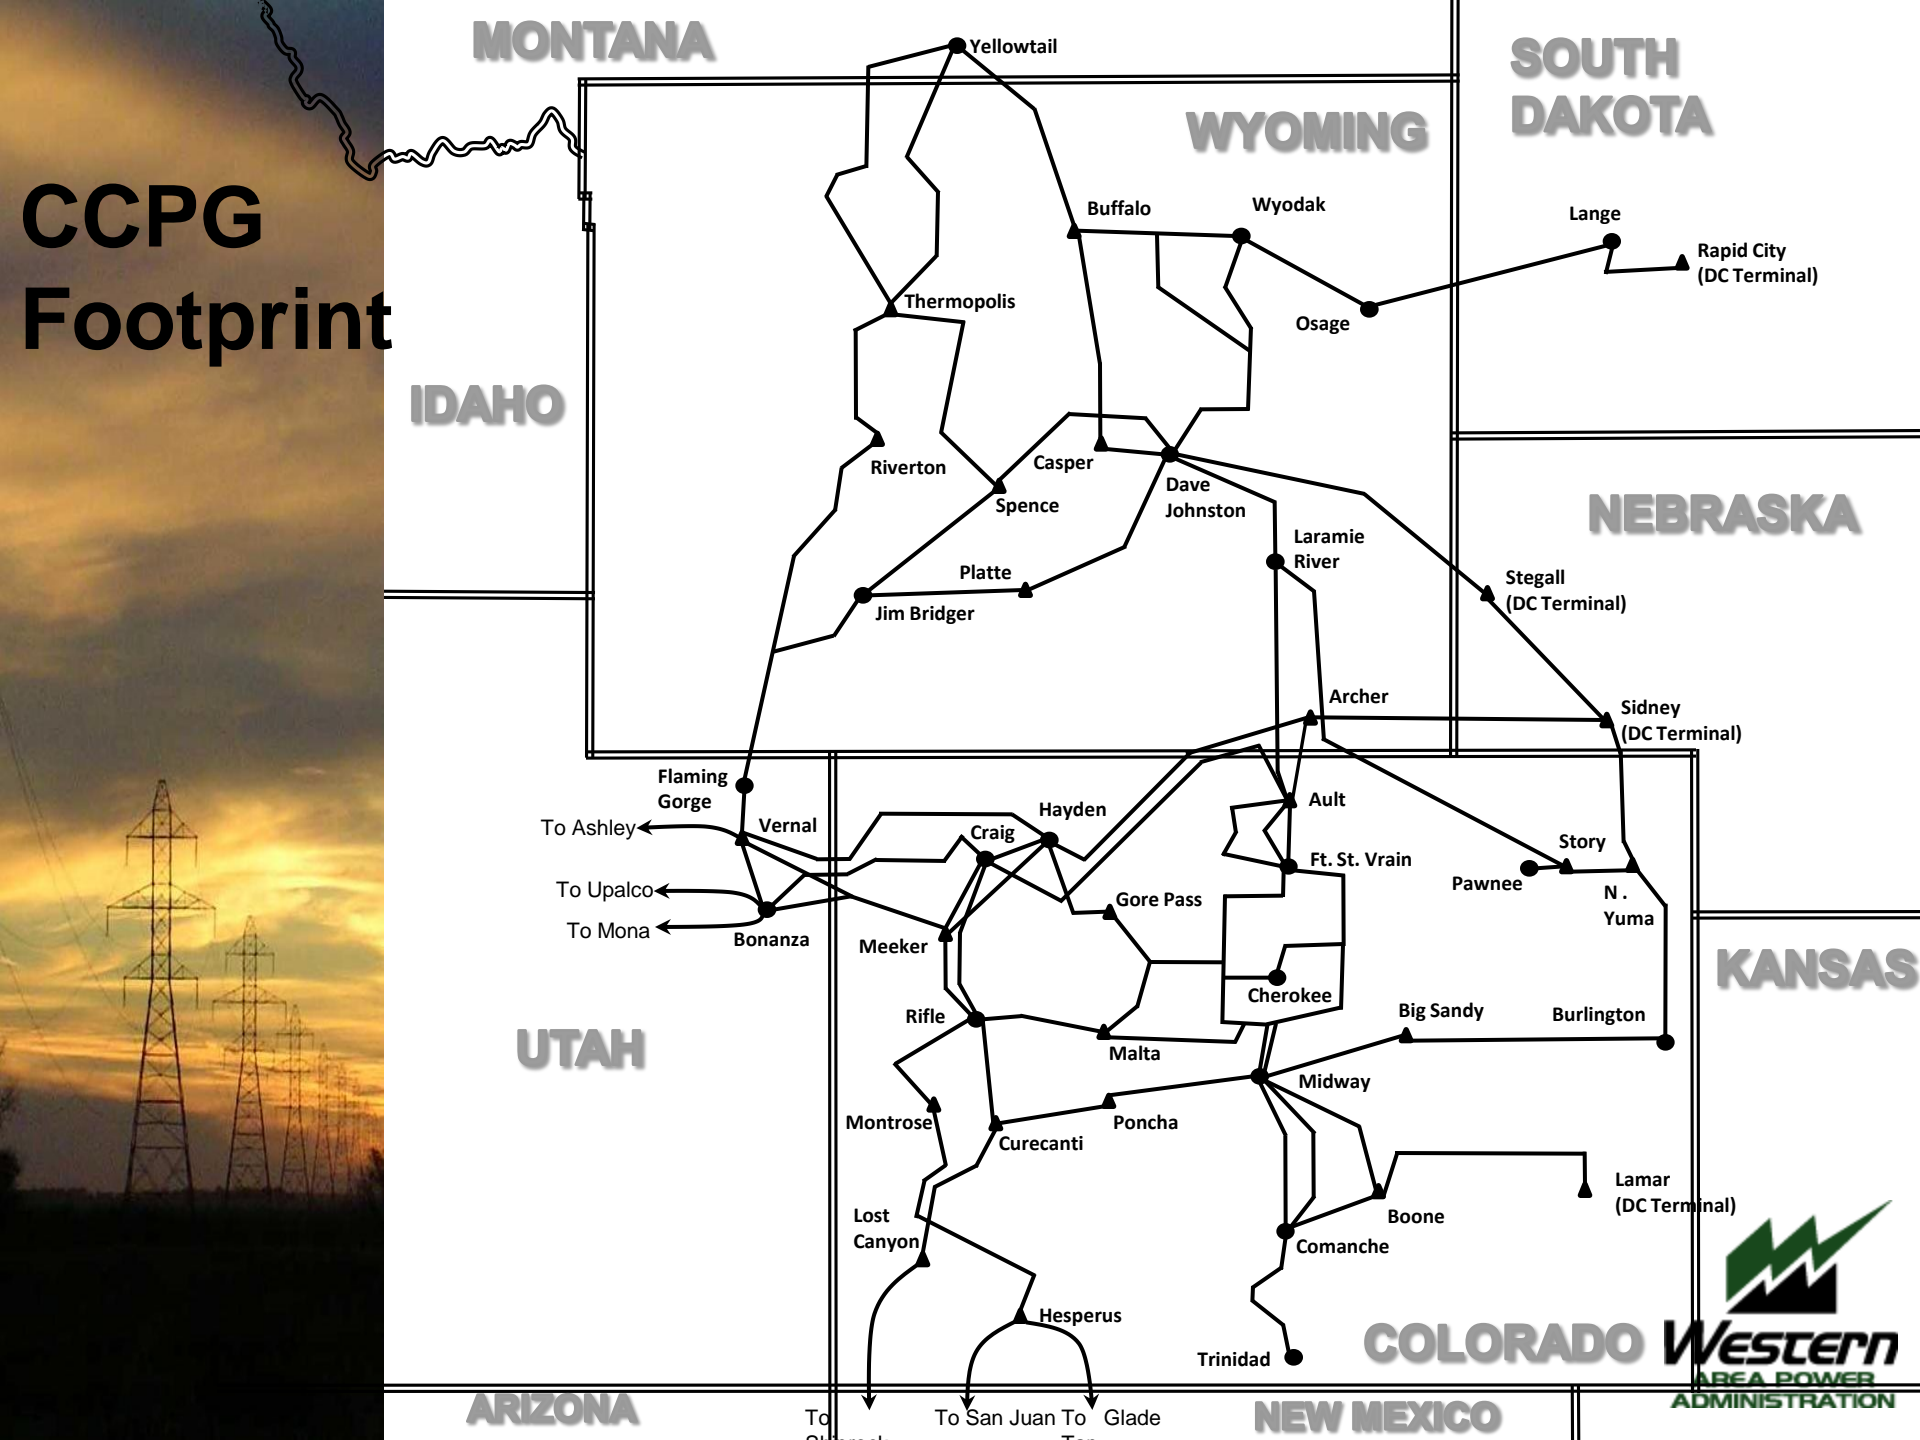 CCPG
Footprint
MONTANA
SOUTH
DAKOTA
WYOMING
IDAHO
NEBRASKA
UTAH
KANSAS
COLORADO
ARIZONA
NEW MEXICO
Yellowtail
Buffalo
Wyodak
Lange
Rapid City
(DC Terminal)
Osage
Thermopolis
Riverton
Spence
Casper
Dave
Johnston
Laramie
River
Platte
Jim Bridger
Stegall
(DC Terminal)
Archer
Sidney
(DC Terminal)
Flaming
Gorge
To Ashley
Vernal
Hayden
Craig
Ault
Ft. St. Vrain
Story
Pawnee
N .
Yuma
To Upalco
To Mona
Bonanza
Meeker
Gore Pass
Cherokee
Rifle
Malta
Big Sandy
Burlington
Midway
Montrose
Curecanti
Poncha
Lamar
(DC Terminal)
Boone
Comanche
Lost
Canyon
Hesperus
Trinidad
To
To San Juan
To Glade
WESTERN
AREA POWER
ADMINISTRATION